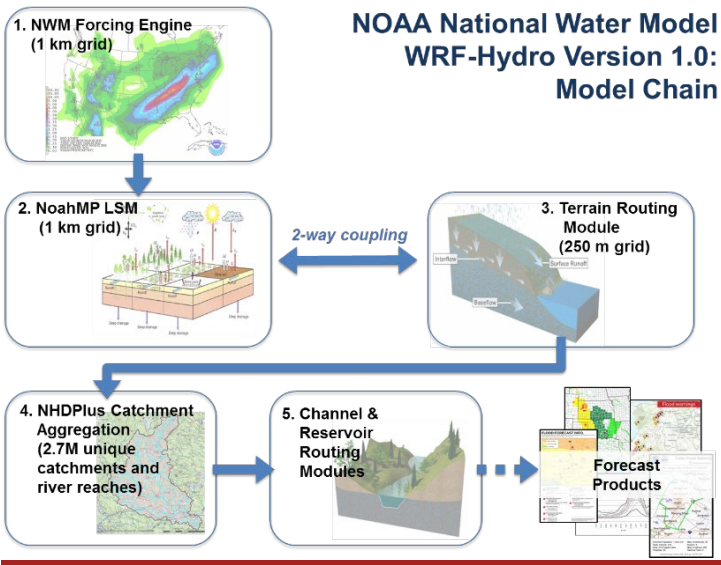 NOAA National Water Model
WRF-Hydro Version 1.0:
Model Chain
1. NWM Forcing Engine
(1 km grid)
2. NoahMP LSM
(1 km grid)
2-way coupling
3. Terrain Routing
Module
(250 m grid)
Interflow
Surface Runoff
Baseflow
4. NHDPlus Catchment
Aggregation
(2.7M unique
catchments and
river reaches)
5. Channel &
Reservoir
Routing
Modules
Flood warnings
Forecast
Products